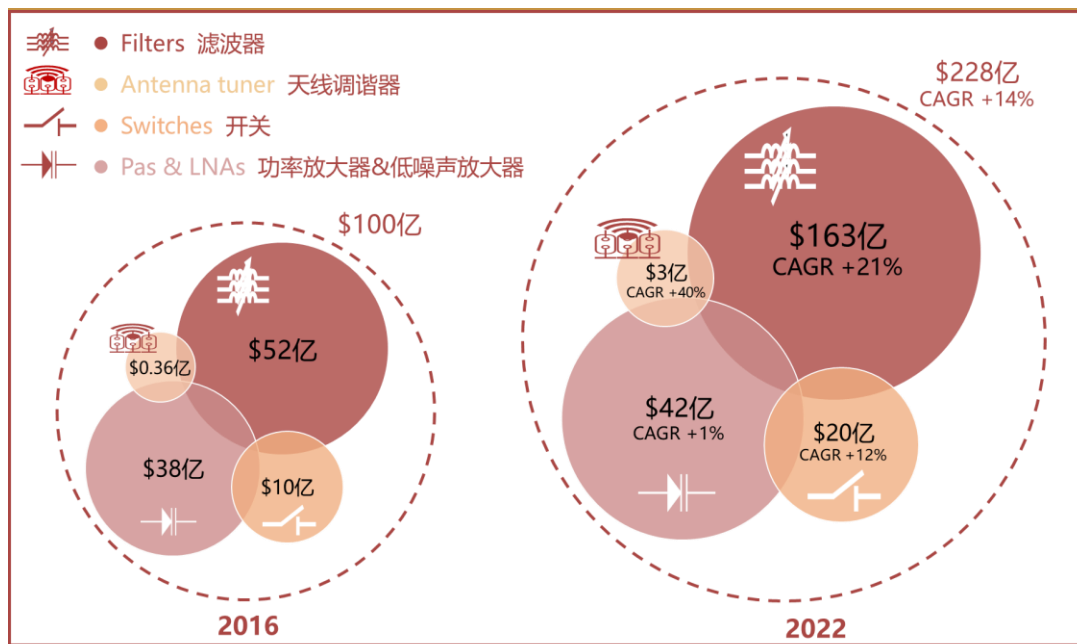 Filters 滤波器
Antenna tuner 天线调谐器
Switches 开关
Pas & LNAs 功率放大器&低噪声放大器
$100亿
$52亿
$0.36亿
$38亿
$10亿
2016
$228亿
CAGR +14%
$163亿
CAGR +21%
$3亿
CAGR +40%
$42亿
CAGR +1%
$20亿
CAGR +12%
2022